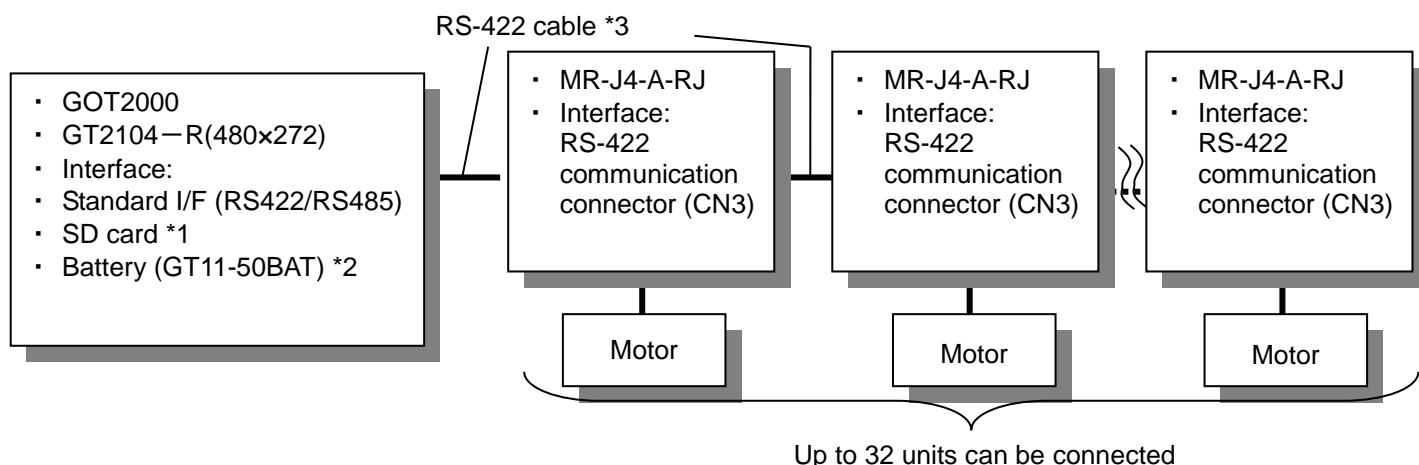 RS-422 cable *3
・ GOT2000
・ GT2104－R(480×272)
・ Interface:
・ Standard I/F (RS422/RS485)
・ SD card *1
・ Battery (GT11-50BAT) *2
・ MR-J4-A-RJ
・ Interface:
RS-422
communication
connector (CN3)
・ MR-J4-A-RJ
・ Interface:
RS-422
communication
connector (CN3)
・ MR-J4-A-RJ
・ Interface:
RS-422
communication
connector (CN3)
Motor
Motor
Motor
Up to 32 units can be connected